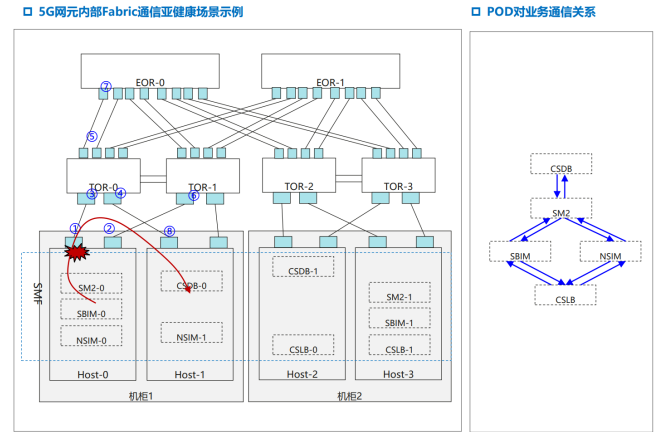 5G网元内部Fabric通信亚健康场景示例
POD对业务通信关系
EOR-0
EOR-1
⑦
⑤
TOR-0
TOR-1
TOR-2
TOR-3
③
④
⑥
①
②
⑧
SMF
SM2-0
SBIM-0
NSIM-0
Host-0
CSDB-0
NSIM-1
Host-1
机柜1
CSDB-1
CSLB-0
Host-2
SM2-1
SBIM-1
CSLB-1
Host-3
机柜2
CSDB
SM2
SBIM
NSIM
CSLB